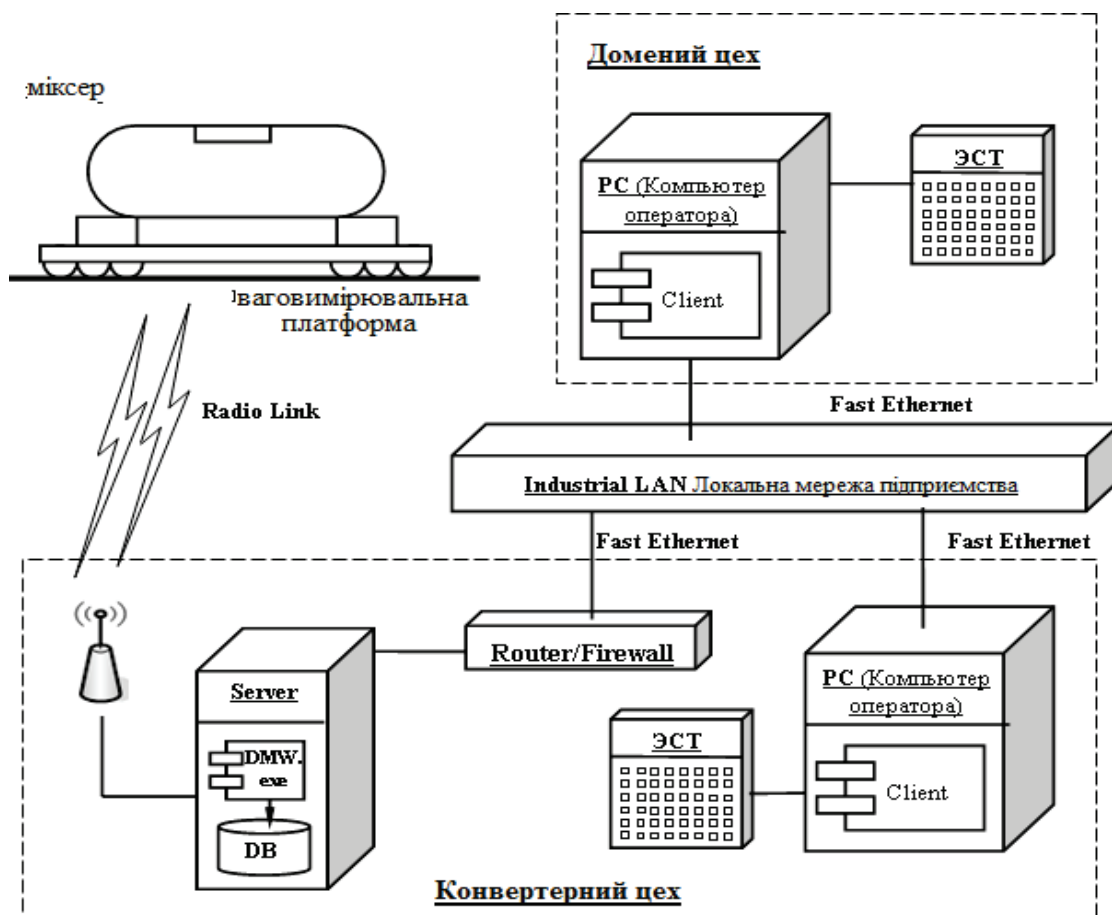 Домений цех
міксер
ЭСТ
PC (Компьютер
оператора)
Client
ваговимірювальна
платформа
Radio Link
Fast Ethernet
Industrial LAN Локальна мережа підприємства
Fast Ethernet
Fast Ethernet
Router/Firewall
Server
PC (Компьютер
оператора)
ЭСТ
DMW.
exe
Client
DB
Конвертерний цех